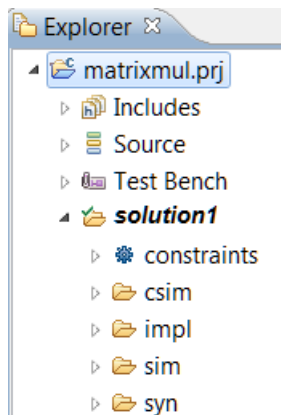 Explorer
matrixmul.prj
Includes
Source
Test Bench
solution1
constraints
csim
impl
sim
syn